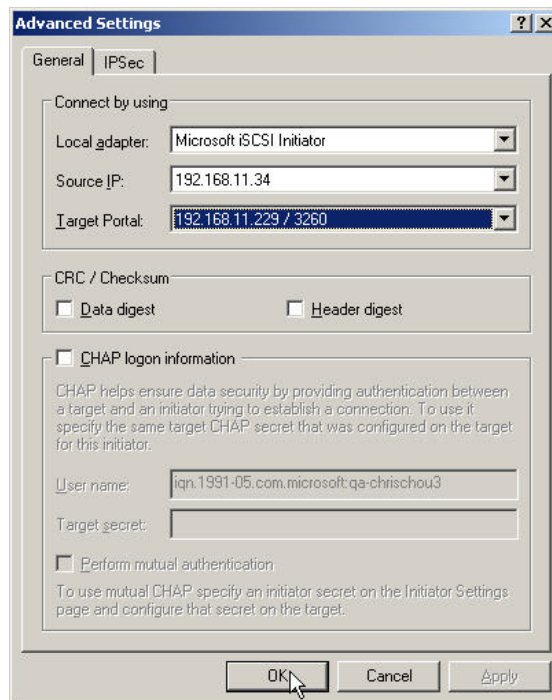 Advanced Settings
General IPSec
Connect by using
Local adapter: Microsoft iSCSI Initiator
Source IP: 192.168.11.34
Target Portal: 192.168.11.229 / 3260
CRC / Checksum
Data digest Header digest
CHAP logon information
CHAP helps ensure data security by providing authentication between
a target and an initiator trying to establish a connection. To use it
specify the same target CHAP secret that was configured on the target
for this initiator.
User name: iqn.1991-05.com.microsoft:qa-chrischou3
Target secret:
Perform mutual authentication
To use mutual CHAP specify an initiator secret on the Initiator Settings
page and configure that secret on the target.
OK Cancel Apply